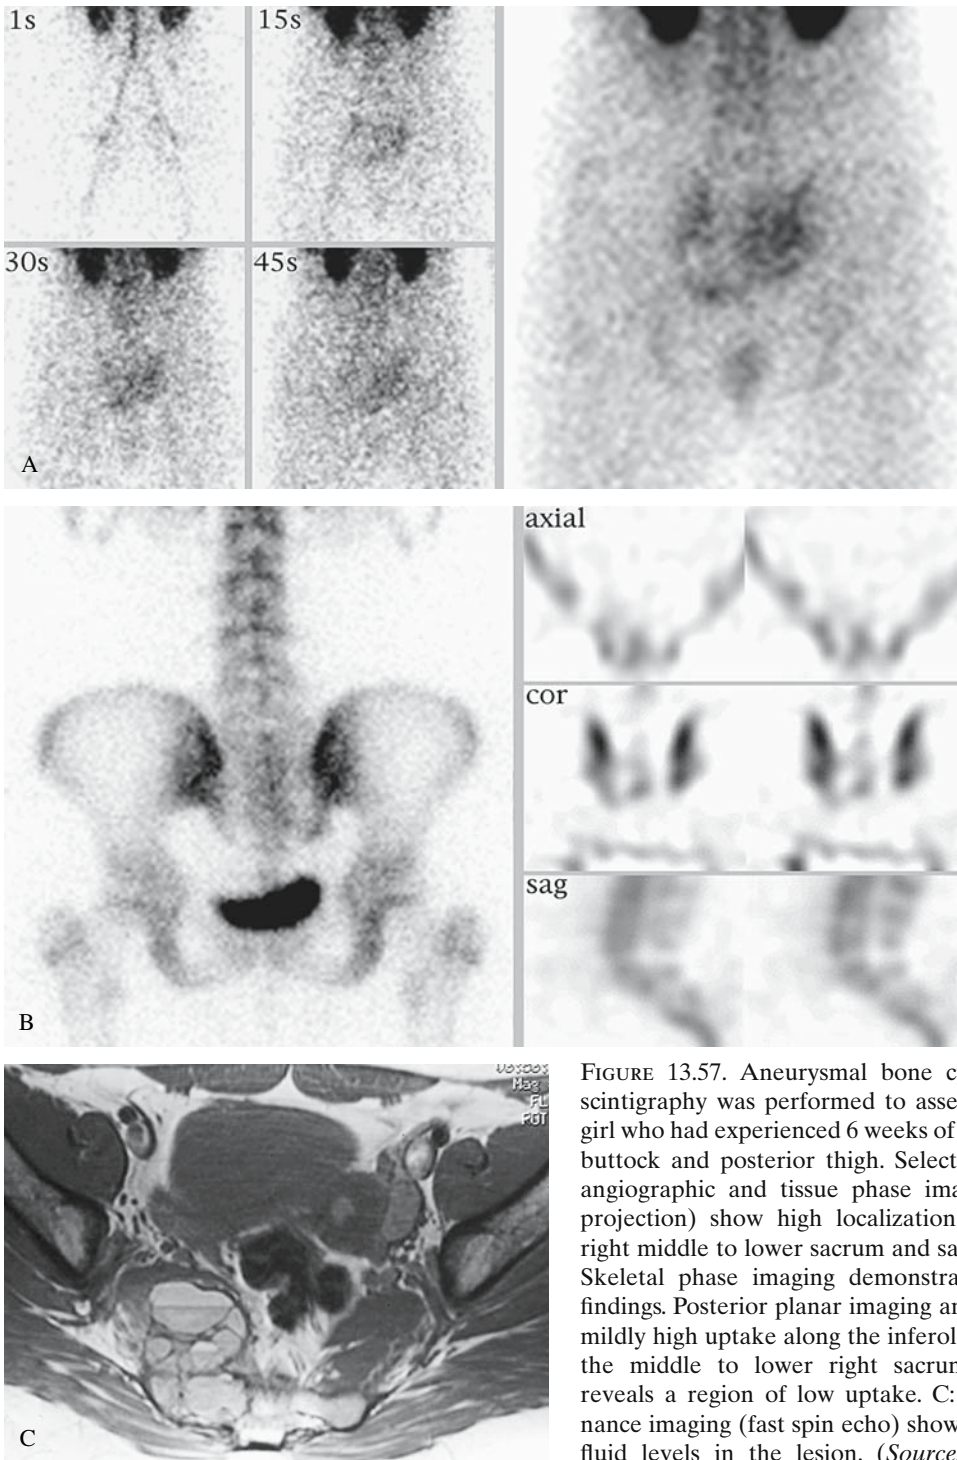 1s
15s
30s
45s
A
axial
cor
sag
B
Mag
FL
C
FIGURE 13.57. Aneurysmal bone c
scintigraphy was performed to asse
girl who had experienced 6 weeks of
buttock and posterior thigh. Select
angiographic and tissue phase ima
projection) show high localization
right middle to lower sacrum and sa
Skeletal phase imaging demonstra
findings. Posterior planar imaging ar
mildly high uptake along the inferol
the middle to lower right sacrum
reveals a region of low uptake. C:
nance imaging (fast spin echo) show
fluid levels in the lesion. (Source